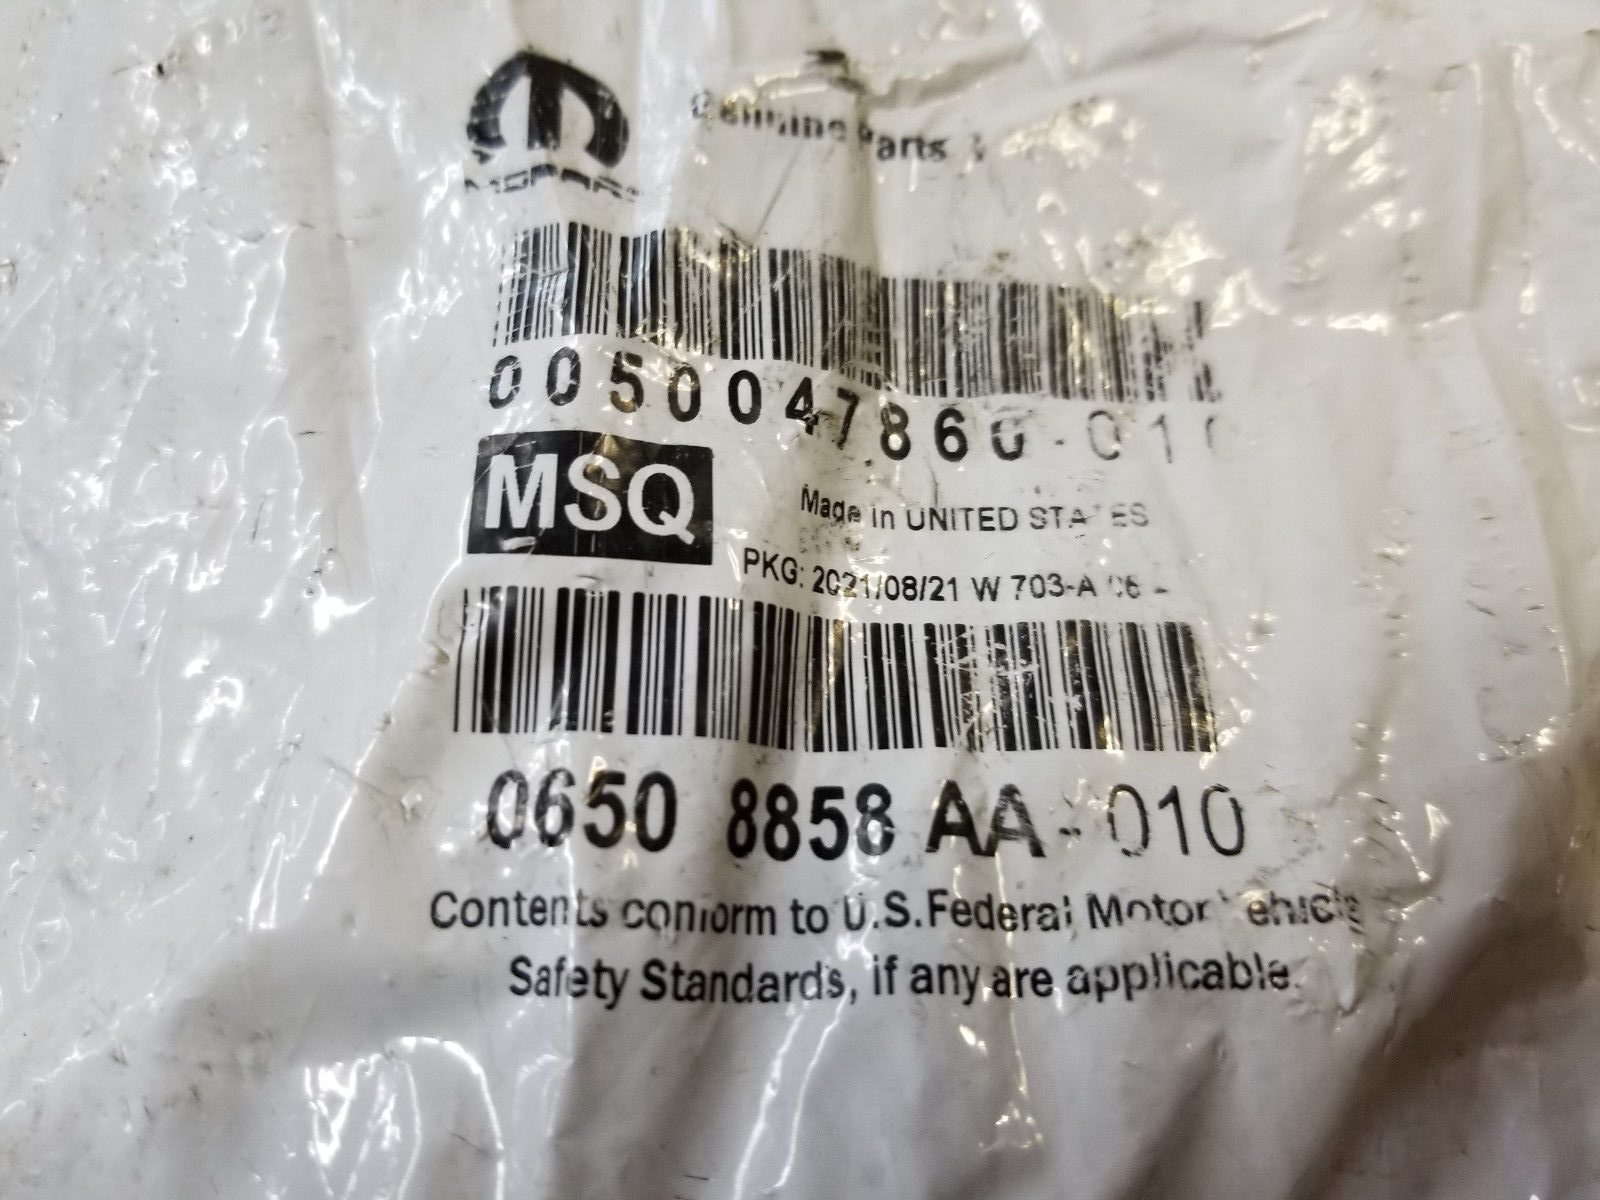 MOPAR
Genuine Parts
0050047860-010
MSQ
Made in UNITED STATES
PKG: 2021/08/21 W 703-A
0650 8858 AA-010
Contents conform to U.S.Federal Motor Vehicle
Safety Standards, if any are applicable.